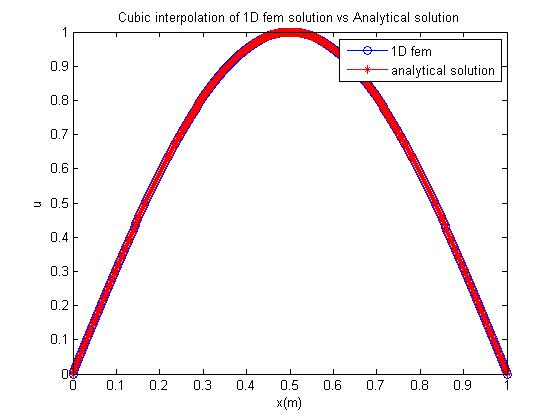 Cubic interpolation of 1D fem solution vs Analytical solution
1D fem
analytical solution
1
0.9
0.8
0.7
0.6
0.5
0.4
0.3
0.2
0.1
0
u
0 0.1 0.2 0.3 0.4 0.5 0.6 0.7 0.8 0.9 1
x(m)